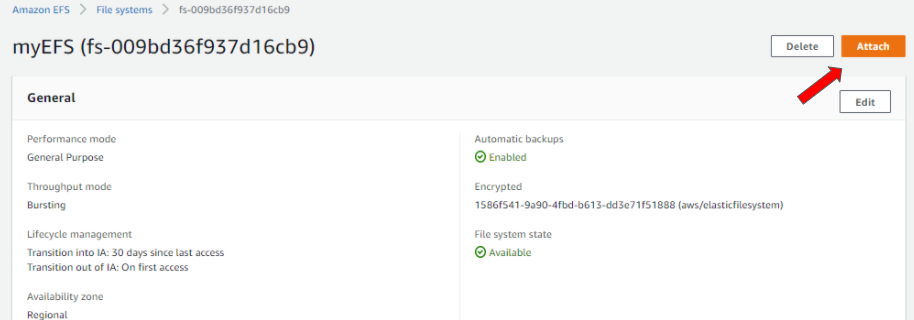 Amazon EFS > File systems > fs-009bd36f937d16cb9
myEFS (fs-009bd36f937d16cb9)
Delete
Attach
General
Edit
Performance mode
General Purpose
Throughput mode
Bursting
Lifecycle management
Transition into IA: 30 days since last access
Transition out of IA: On first access
Availability zone
Regional
Automatic backups
Enabled
Encrypted
1586f541-9a90-4fbd-b613-dd3e71f51888 (aws/elasticfilesystem)
File system state
Available